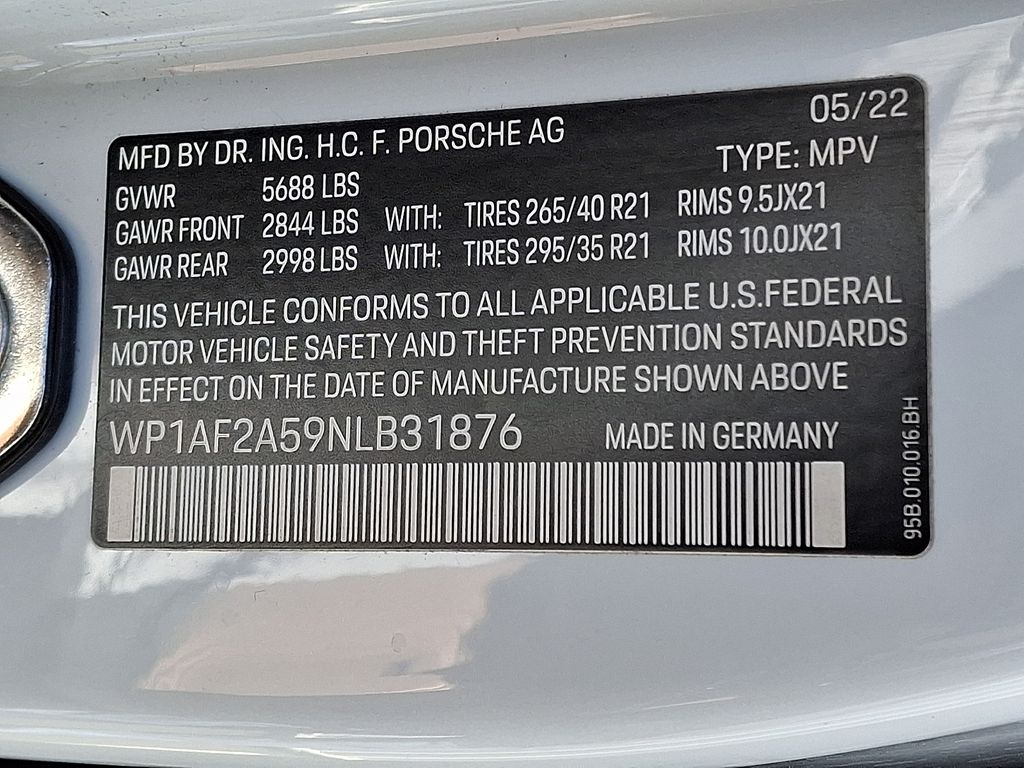 05/22
MFD BY DR. ING. H.C. F. PORSCHE AG
TYPE: MPV
GVWR 5688 LBS
GAWR FRONT 2844 LBS WITH: TIRES 265/40 R21 RIMS 9.5JX21
GAWR REAR 2998 LBS WITH: TIRES 295/35 R21 RIMS 10.0JX21
THIS VEHICLE CONFORMS TO ALL APPLICABLE U.S.FEDERAL
MOTOR VEHICLE SAFETY AND THEFT PREVENTION STANDARDS
IN EFFECT ON THE DATE OF MANUFACTURE SHOWN ABOVE
WP1AF2A59NLB31876 MADE IN GERMANY
95B.010.016.BH